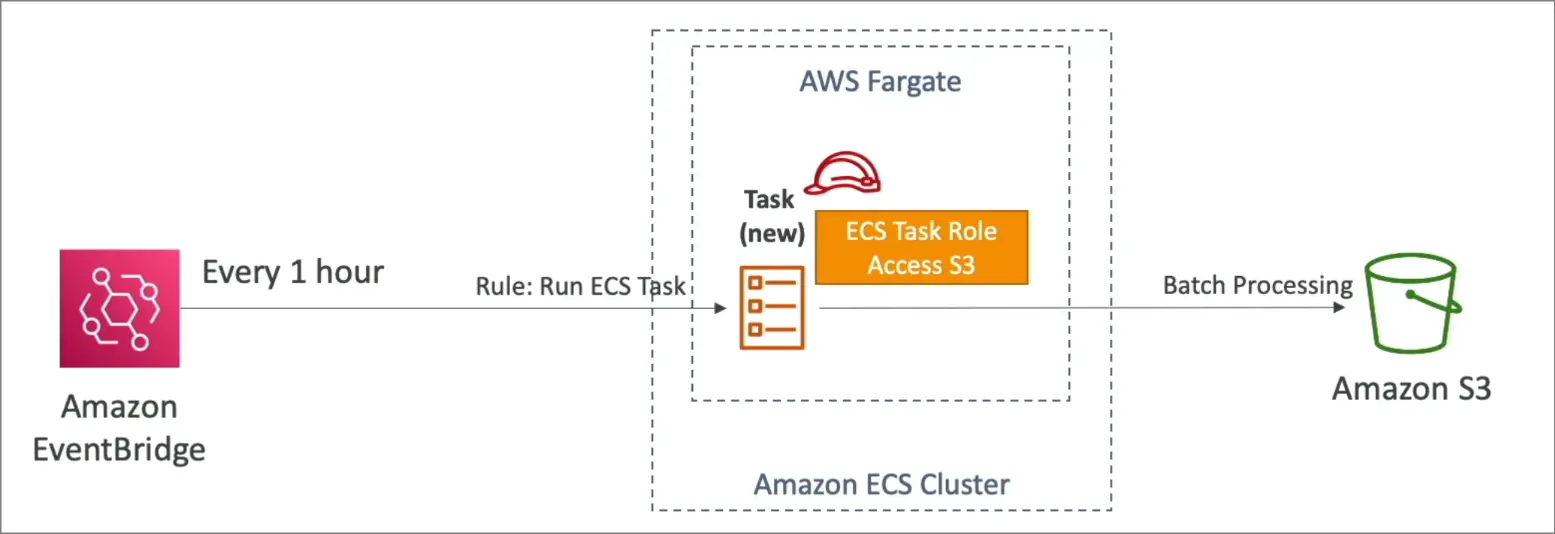 AWS Fargate
Task
(new)
ECS Task Role
Access S3
Every 1 hour
Rule: Run ECS Task
Batch Processing
Amazon
EventBridge
Amazon S3
Amazon ECS Cluster